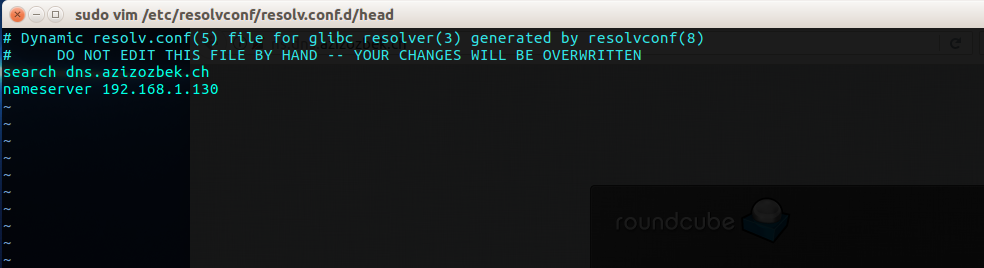 sudo vim /etc/resolvconf/resolv.conf.d/head
# Dynamic resolv.conf(5) file for glibc resolver(3) generated by resolvconf(8)
#     DO NOT EDIT THIS FILE BY HAND -- YOUR CHANGES WILL BE OVERWRITTEN
search dns.azizozbek.ch
nameserver 192.168.1.130
~
~
~
~
~
~
~
~
~
~
roundcube